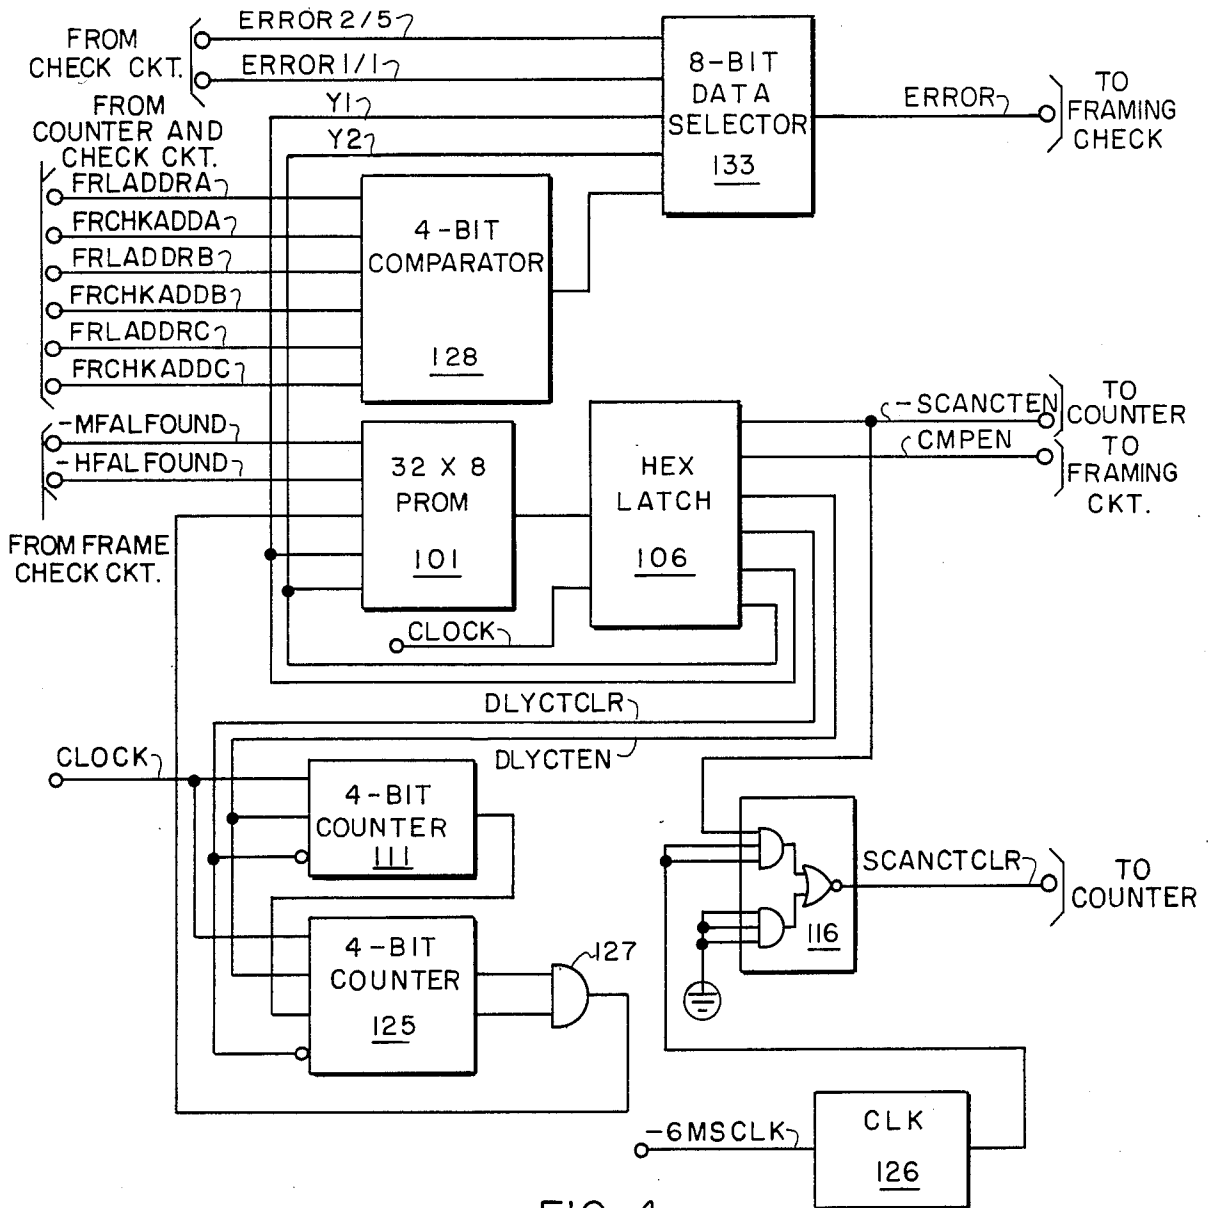 FROM
CHECK CKT.
ERROR 2/5
ERROR 1/1
Y1
Y2
8-BIT
DATA
SELECTOR
133
ERROR
TO
FRAMING
CHECK
FROM
COUNTER AND
CHECK CKT.
FRLADDRA
FRCHKADDA
FRLADDRB
FRCHKADDB
FRLADDRC
FRCHKADDC
4-BIT
COMPARATOR
128
-MFALFOUND
-HFALFOUND
FROM FRAME
CHECK CKT.
32 X 8
PROM
101
HEX
LATCH
106
-SCANCTEN
CMPEN
TO
COUNTER
TO
FRAMING
CKT.
CLOCK
DLYCTCLR
DLYCTEN
CLOCK
4-BIT
COUNTER
111
4-BIT
COUNTER
125
127
116
SCANCTCLR
TO
COUNTER
-6MSCLK
CLK
126